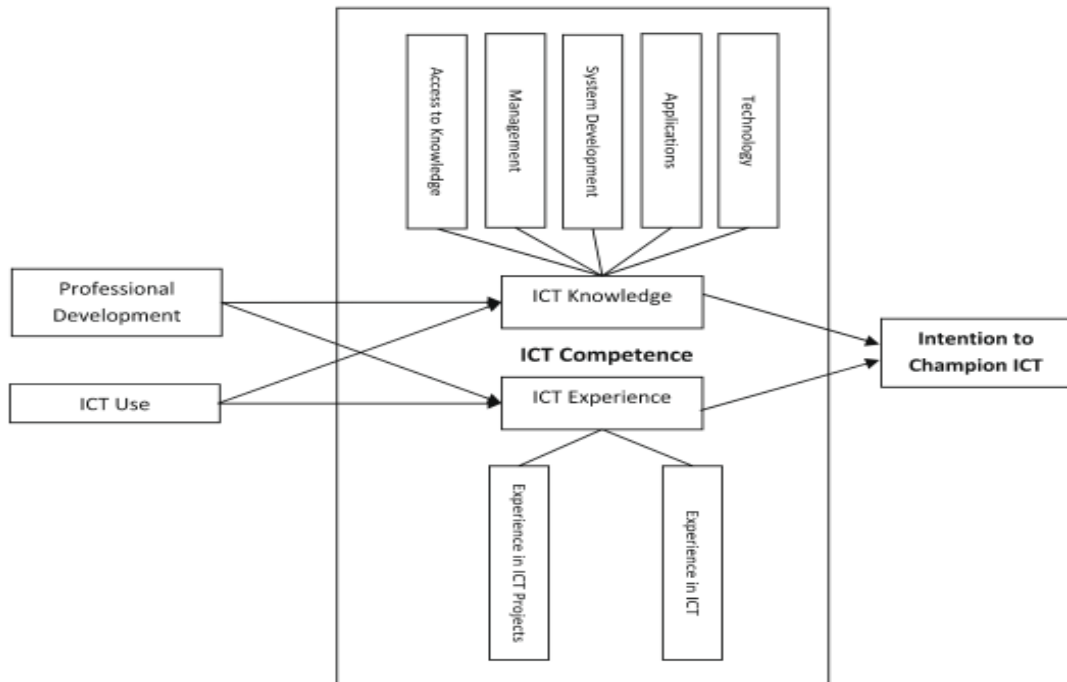 Access to Knowledge
Management
System Development
Applications
Technology
Professional
Development
ICT Knowledge
ICT Competence
Intention to
Champion ICT
ICT Use
ICT Experience
Experience in ICT Projects
Experience in ICT